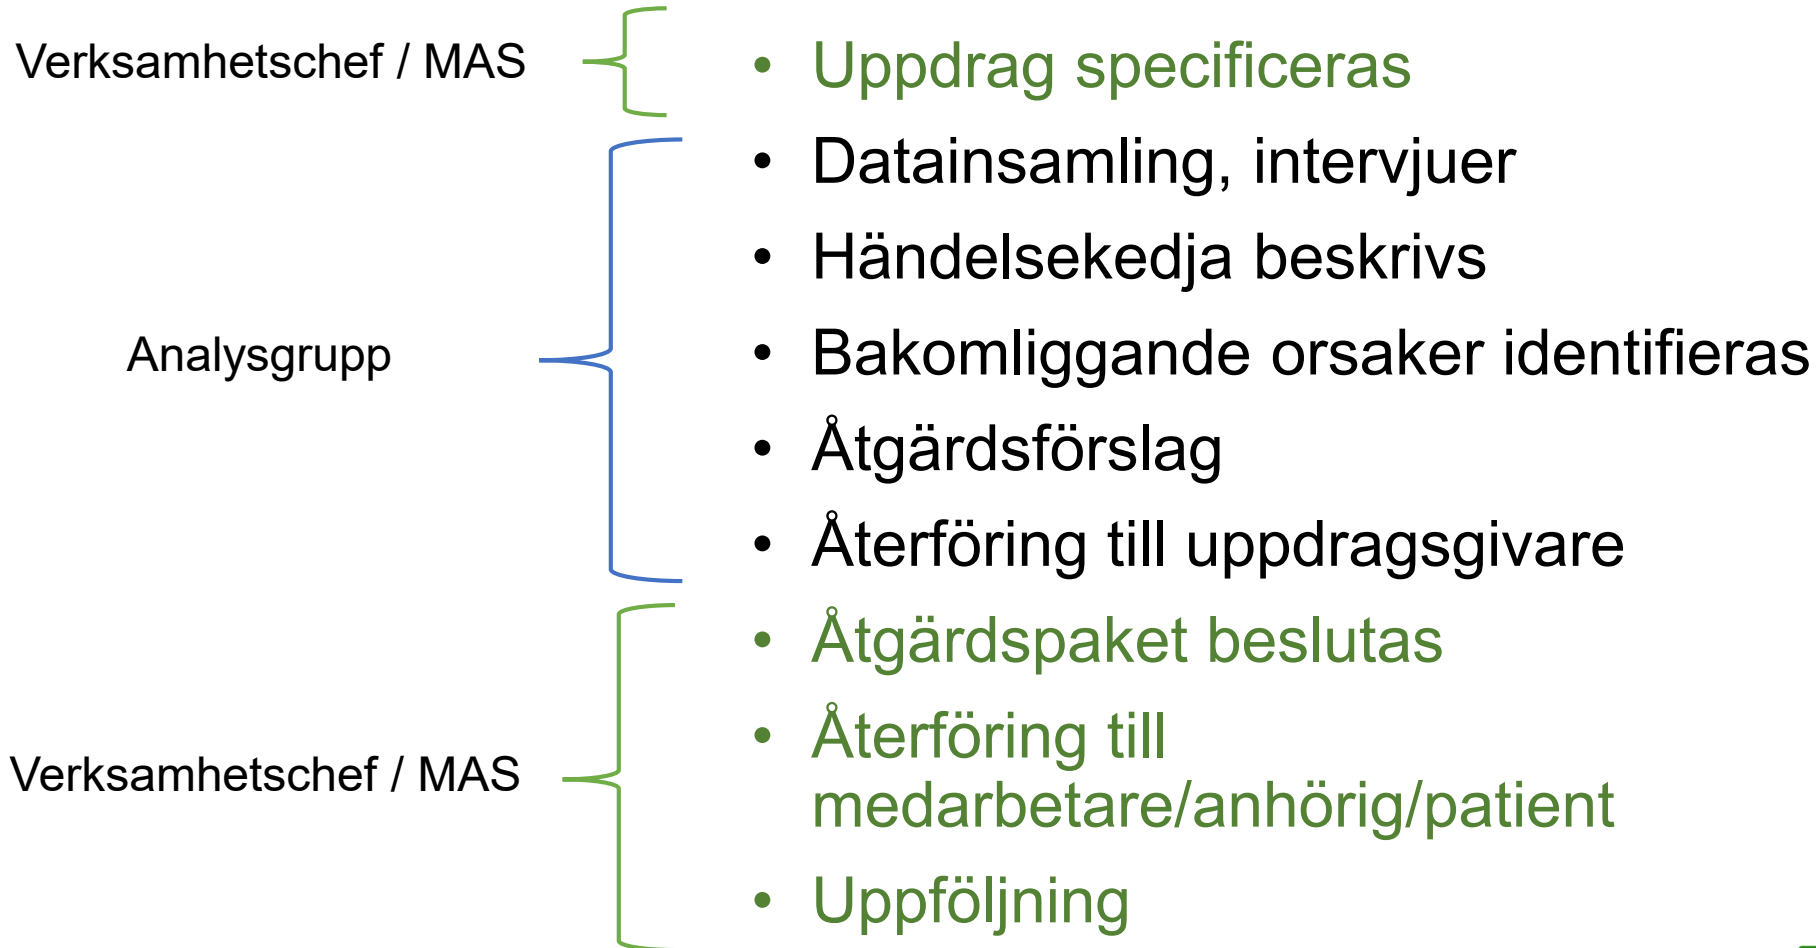 Verksamhetschef / MAS
• Uppdrag specificeras
• Datainsamling, intervjuer
• Händelsekedja beskrivs
Analysgrupp
• Bakomliggande orsaker identifieras
• Åtgärdsförslag
• Återföring till uppdragsgivare
• Åtgärdspaket beslutas
• Återföring till
medarbetare/anhörig/patient
Verksamhetschef / MAS
• Uppföljning